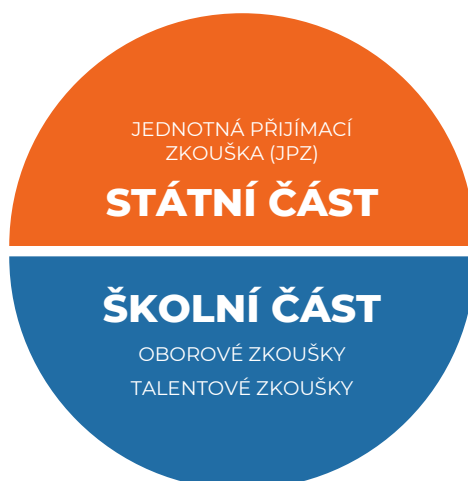 JEDNOTNÁ PŘIJÍMACÍ
ZKOUŠKA (JPZ)
STÁTNÍ ČÁST
ŠKOLNÍ ČÁST
OBOROVÉ ZKOUŠKY
TALENTOVÉ ZKOUŠKY